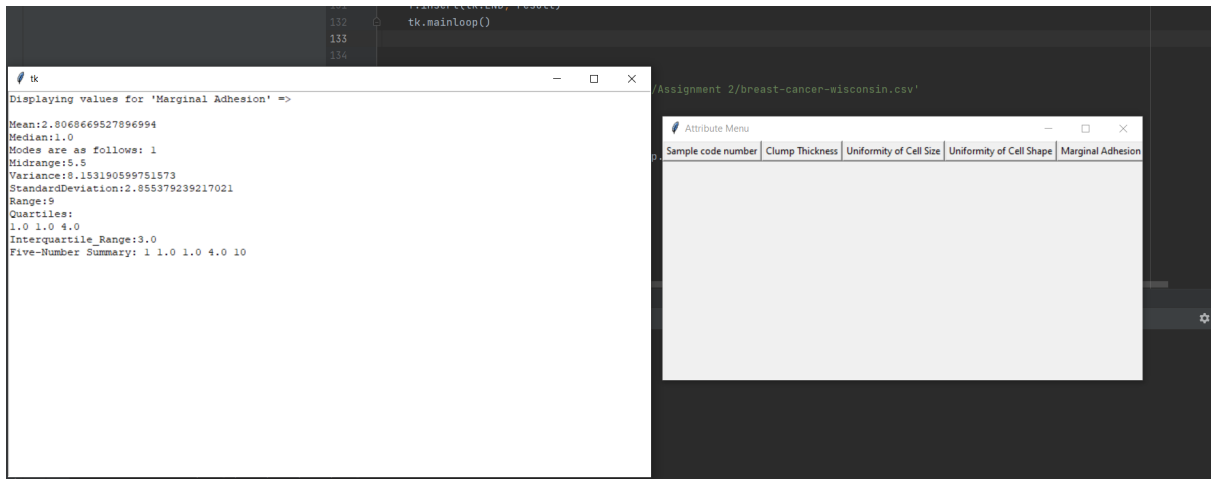 132 tk.mainloop()
133
134
tk
Displaying values for 'Marginal Adhesion' =>
Mean:2.8068669527896994
Median:1.0
Modes are as follows: 1
Midrange:5.5
Variance:8.153190599751573
StandardDeviation:2.855379239217021
Range:9
Quartiles:
1.0 1.0 4.0
Interquartile_Range:3.0
Five-Number Summary: 1 1.0 1.0 4.0 10
/Assignment 2/breast-cancer-wisconsin.csv'
Attribute Menu
p.
Sample code number Clump Thickness Uniformity of Cell Size Uniformity of Cell Shape Marginal Adhesion